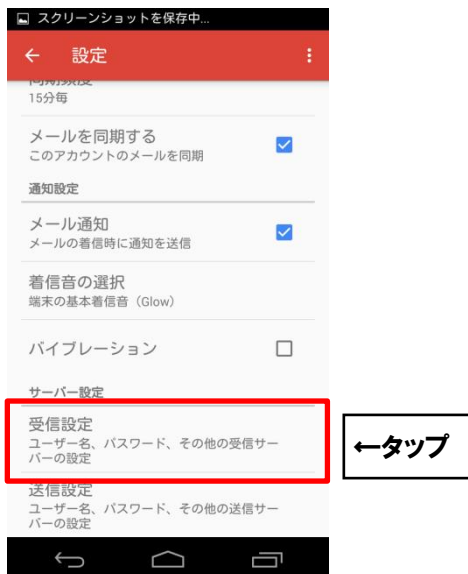 スクリーンショットを保存中...
設定
同期頻度
15分毎
メールを同期する
このアカウントのメールを同期
通知設定
メール通知
メールの着信時に通知を送信
着信音の選択
端末の基本着信音（Glow）
バイブレーション
サーバー設定
受信設定
ユーザー名、パスワード、その他の受信サー
バーの設定
←タップ
送信設定
ユーザー名、パスワード、その他の送信サー
バーの設定